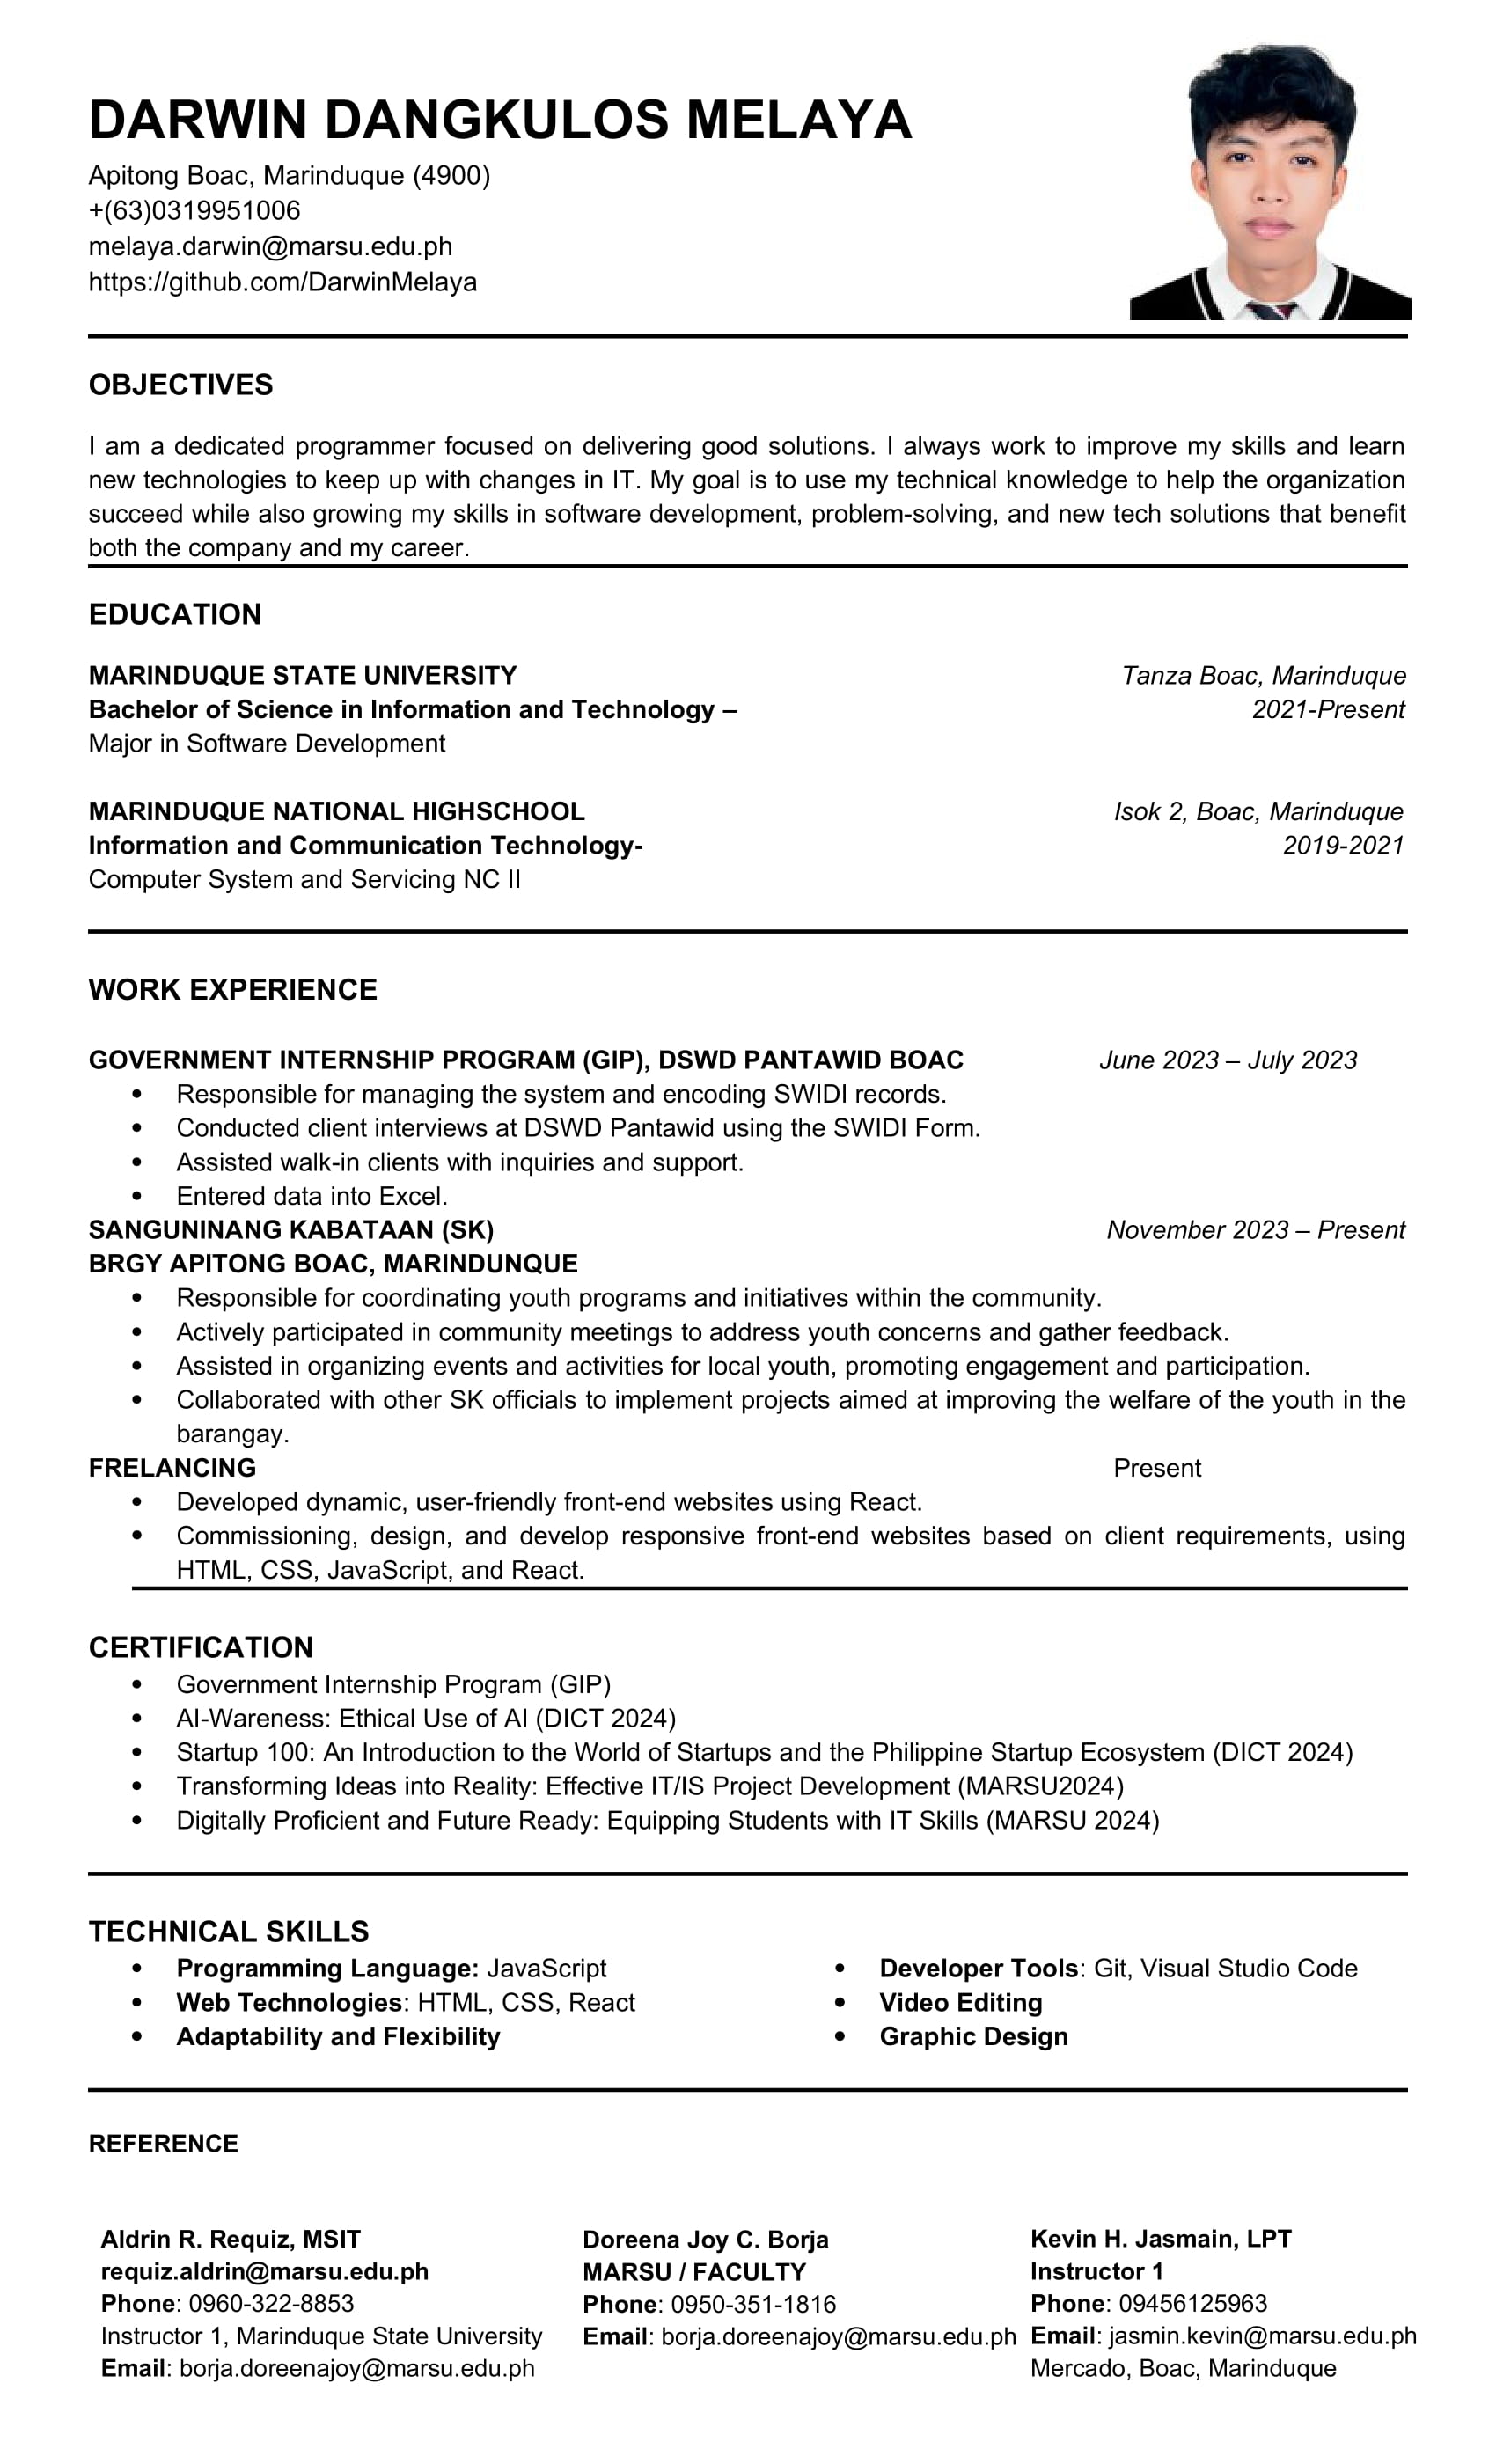 DARWIN DANGKULOS MELAYA
Apitong Boac, Marinduque (4900)
+(63)0319951006
melaya.darwin@marsu.edu.ph
https://github.com/DarwinMelaya
OBJECTIVES
I am a dedicated programmer focused on delivering good solutions. I always work to improve my skills and learn
new technologies to keep up with changes in IT. My goal is to use my technical knowledge to help the organization
succeed while also growing my skills in software development, problem-solving, and new tech solutions that benefit
both the company and my career.
EDUCATION
MARINDUQUE STATE UNIVERSITY Tanza Boac, Marinduque
Bachelor of Science in Information and Technology – 2021-Present
Major in Software Development
MARINDUQUE NATIONAL HIGHSCHOOL Isok 2, Boac, Marinduque
Information and Communication Technology- 2019-2021
Computer System and Servicing NC II
WORK EXPERIENCE
GOVERNMENT INTERNSHIP PROGRAM (GIP), DSWD PANTAWID BOAC June 2023 – July 2023
• Responsible for managing the system and encoding SWIDI records.
• Conducted client interviews at DSWD Pantawid using the SWIDI Form.
• Assisted walk-in clients with inquiries and support.
• Entered data into Excel.
SANGUNINANG KABATAAN (SK) November 2023 – Present
BRGY APITONG BOAC, MARINDUNQUE
• Responsible for coordinating youth programs and initiatives within the community.
• Actively participated in community meetings to address youth concerns and gather feedback.
• Assisted in organizing events and activities for local youth, promoting engagement and participation.
• Collaborated with other SK officials to implement projects aimed at improving the welfare of the youth in the
barangay.
FRELANCING Present
• Developed dynamic, user-friendly front-end websites using React.
• Commissioning, design, and develop responsive front-end websites based on client requirements, using
HTML, CSS, JavaScript, and React.
CERTIFICATION
• Government Internship Program (GIP)
• AI-Wareness: Ethical Use of AI (DICT 2024)
• Startup 100: An Introduction to the World of Startups and the Philippine Startup Ecosystem (DICT 2024)
• Transforming Ideas into Reality: Effective IT/IS Project Development (MARSU2024)
• Digitally Proficient and Future Ready: Equipping Students with IT Skills (MARSU 2024)
TECHNICAL SKILLS
• Programming Language: JavaScript
• Web Technologies: HTML, CSS, React
• Adaptability and Flexibility
• Developer Tools: Git, Visual Studio Code
• Video Editing
• Graphic Design
REFERENCE
Aldrin R. Requiz, MSIT
requiz.aldrin@marsu.edu.ph
Phone: 0960-322-8853
Instructor 1, Marinduque State University
Email: borja.doreenajoy@marsu.edu.ph
Doreena Joy C. Borja
MARSU / FACULTY
Phone: 0950-351-1816
Email: borja.doreenajoy@marsu.edu.ph
Kevin H. Jasmain, LPT
Instructor 1
Phone: 09456125963
Email: jasmin.kevin@marsu.edu.ph
Mercado, Boac, Marinduque